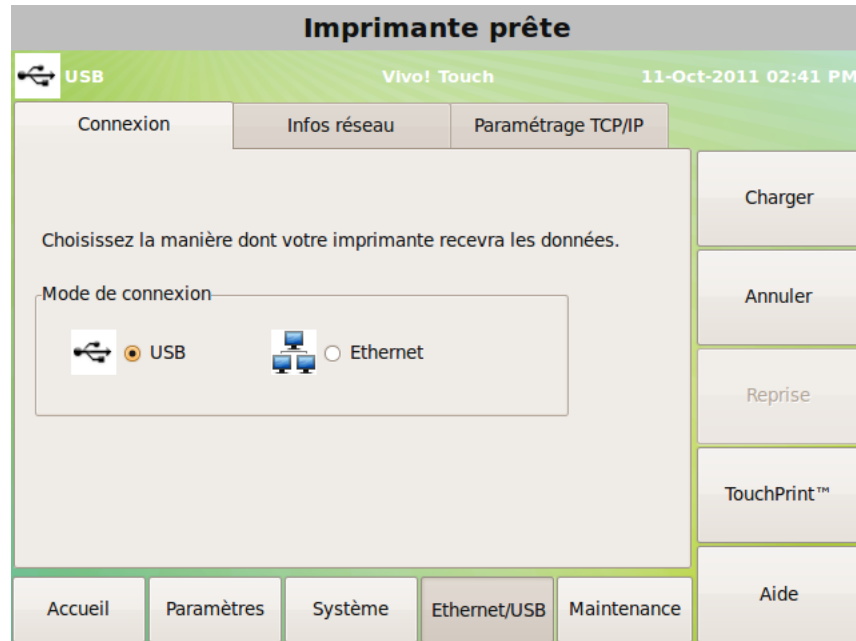 Imprimante prête
USB
Vivo! Touch
11-Oct-2011 02:41 PM
Connexion
Infos réseau
Paramétrage TCP/IP
Choisissez la manière dont votre imprimante recevra les données.
Mode de connexion
USB
Ethernet
Charger
Annuler
Reprise
TouchPrint™
Aide
Accueil
Paramètres
Système
Ethernet/USB
Maintenance